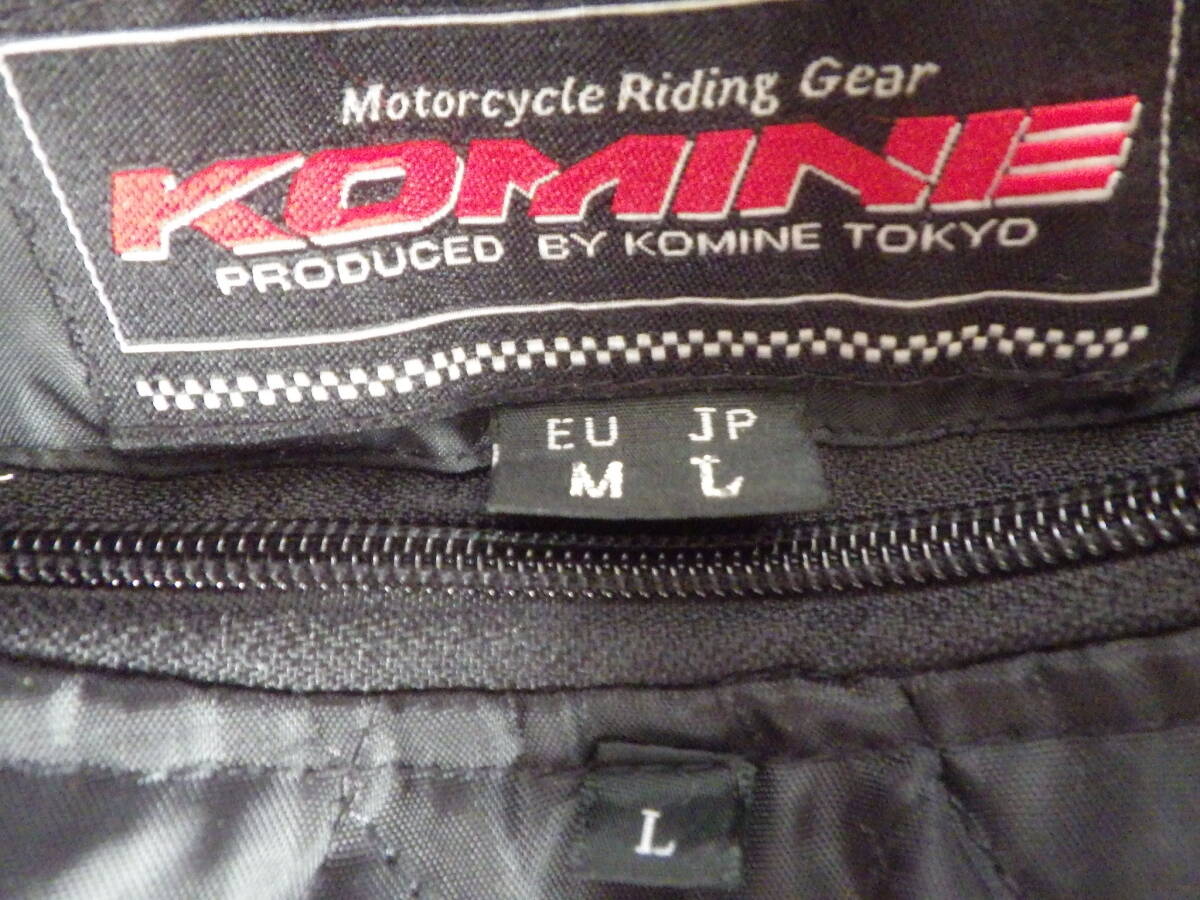 Motorcycle Riding Gear
KOMINE
PRODUCED BY KOMINE TOKYO
EU JP
M L
L